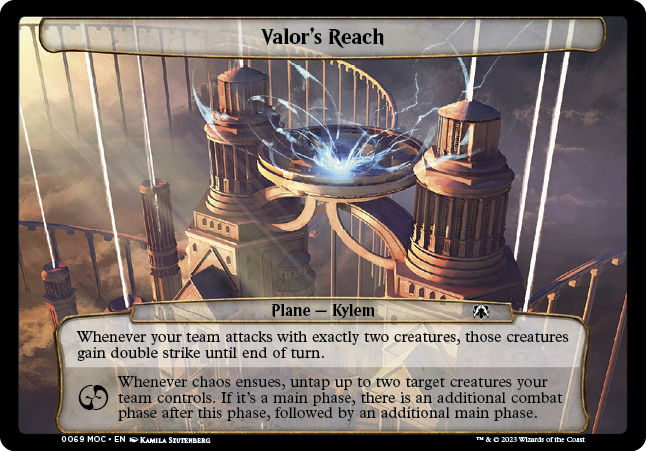 Valor's Reach
Plane — Kylem
Whenever your team attacks with exactly two creatures, those creatures
gain double strike until end of turn.
Whenever chaos ensues, untap up to two target creatures your
team controls. If it's a main phase, there is an additional combat
phase after this phase, followed by an additional main phase.
0069 MOC • EN Kamila Szutenberg
™ & © 2023 Wizards of the Coast